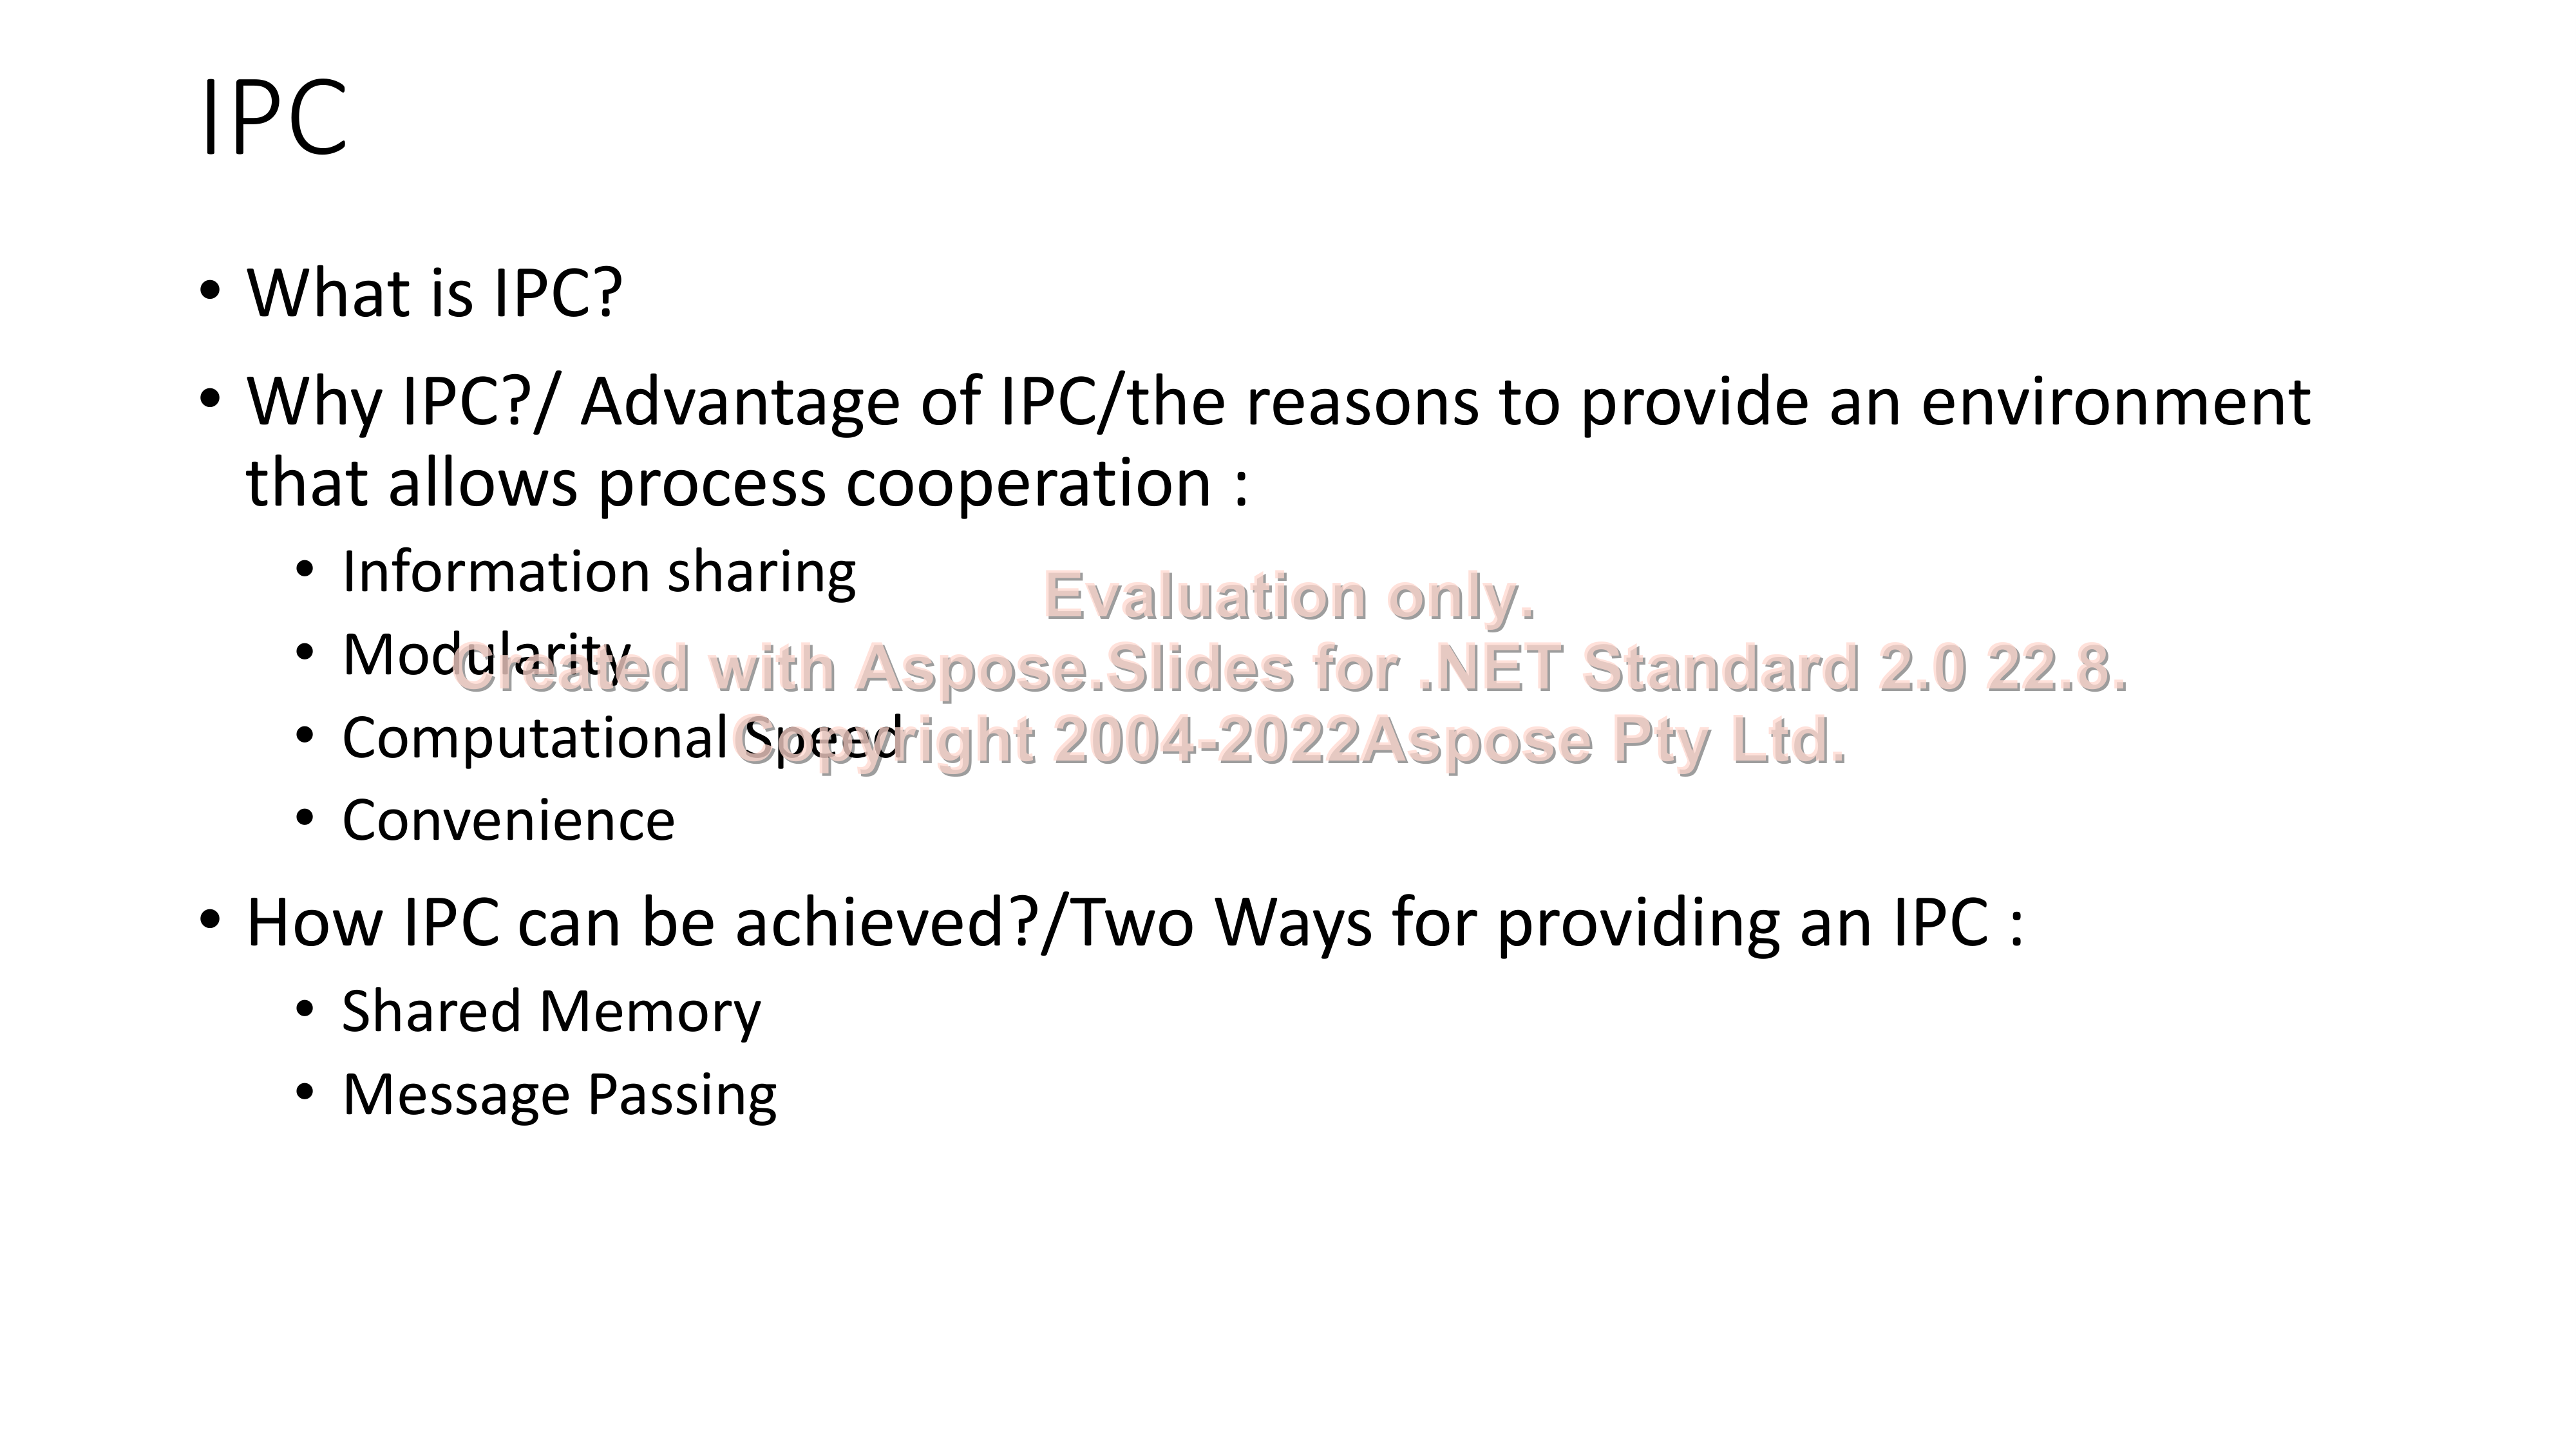 IPC
• What is IPC?
• Why IPC?/ Advantage of IPC/the reasons to provide an environment
that allows process cooperation :
• Information sharing
• Modularity
• Computational Speed
• Convenience
• How IPC can be achieved?/Two Ways for providing an IPC :
• Shared Memory
• Message Passing
Evaluation only.
Created with Aspose.Slides for .NET Standard 2.0 22.8.
Copyright 2004-2022Aspose Pty Ltd.